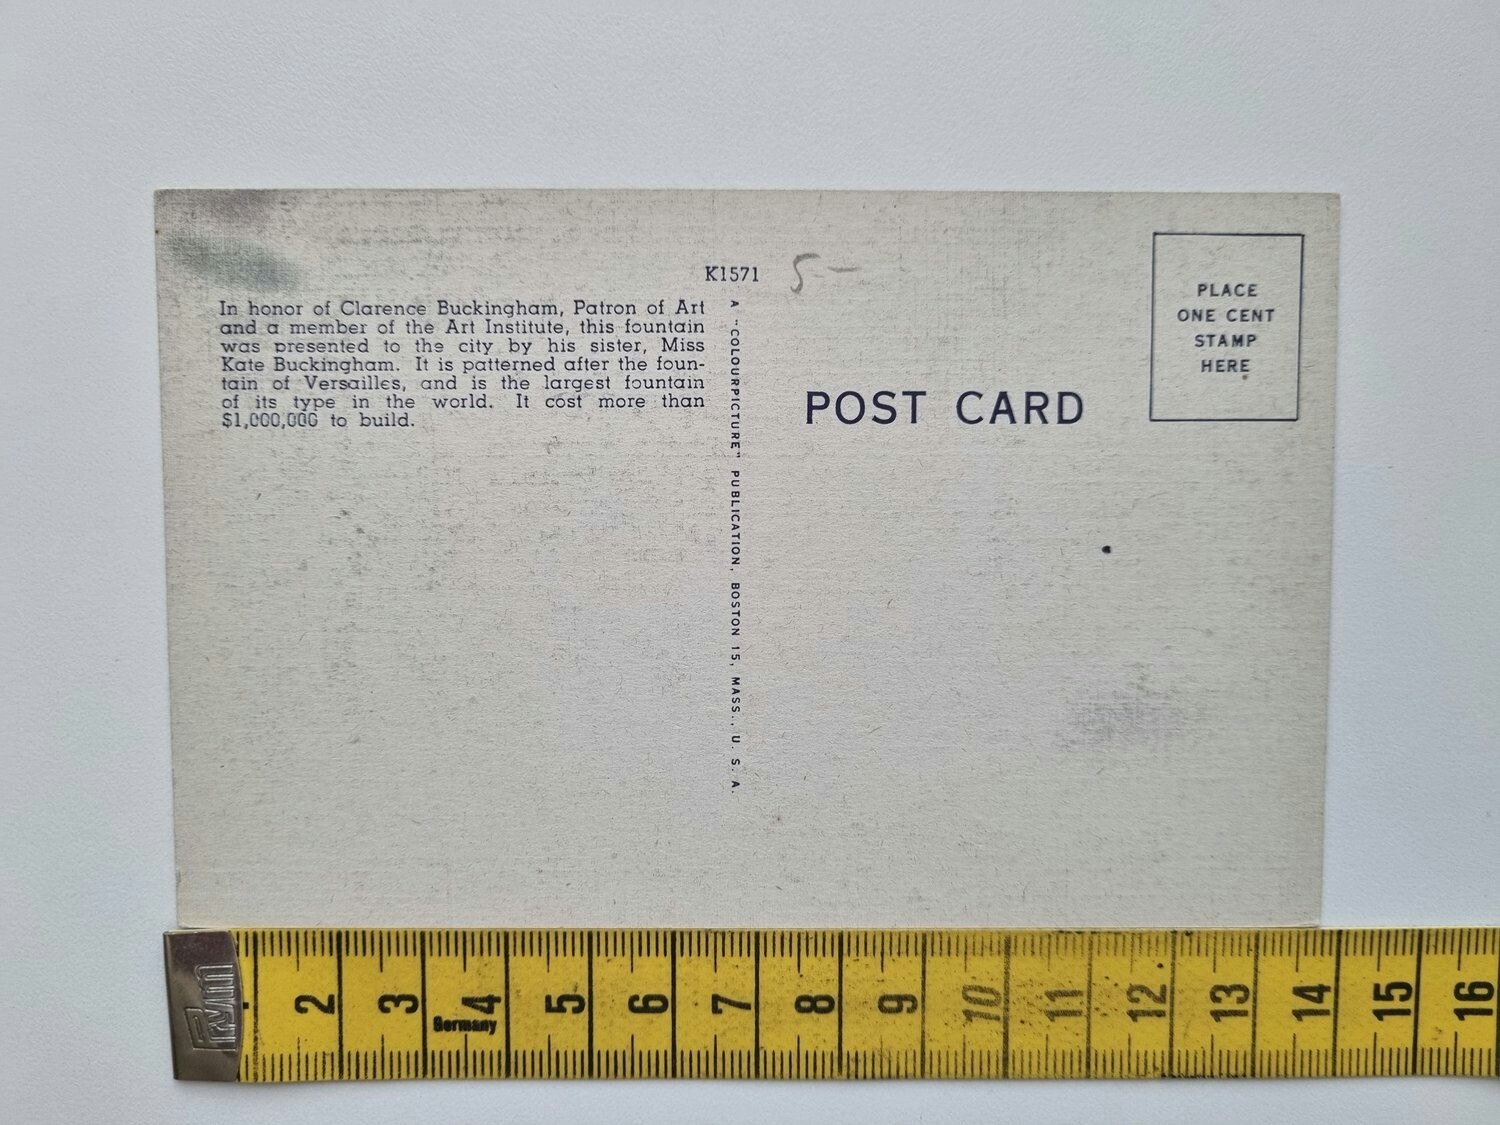 K1571
5-
In honor of Clarence Buckingham, Patron of Art
and a member of the Art Institute, this fountain
was presented to the city by his sister, Miss
Kate Buckingham. It is patterned after the foun-
tain of Versailles, and is the largest fountain
of its type in the world. It cost more than
$1,000,000 to build.
A "COLOURPICTURE" PUBLICATION, BOSTON 15, MASS., U. S. A.
PLACE
ONE CENT
STAMP
HERE
POST CARD
Prym
2 3 4 5 6 7 8 9 10 11 12 13 14 15 16
Germany